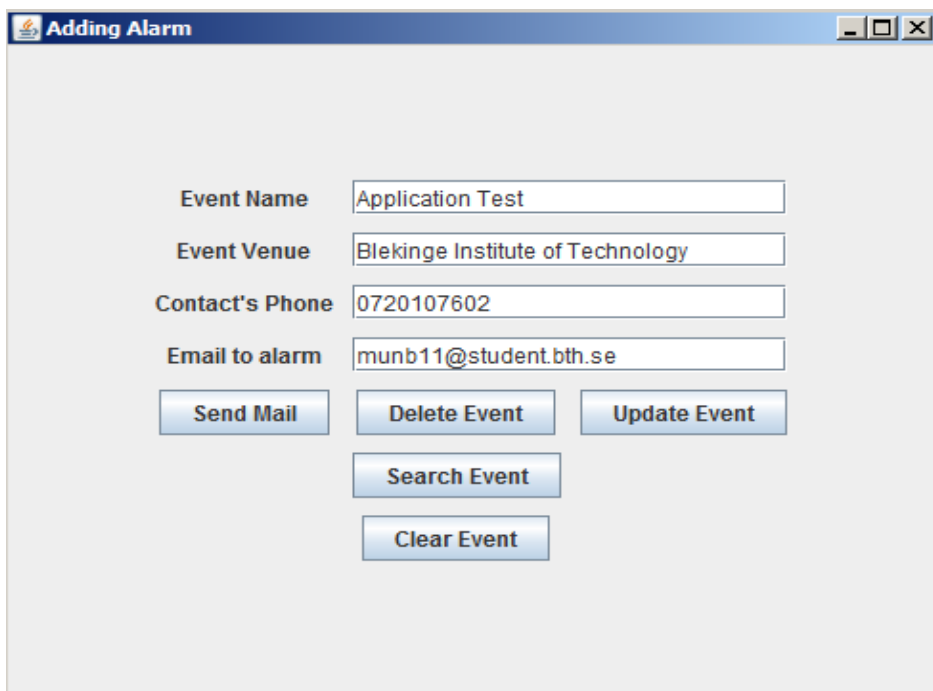 Adding Alarm
Event Name Application Test
Event Venue Blekinge Institute of Technology
Contact's Phone 0720107602
Email to alarm munb11@student.bth.se
Send Mail Delete Event Update Event
Search Event
Clear Event